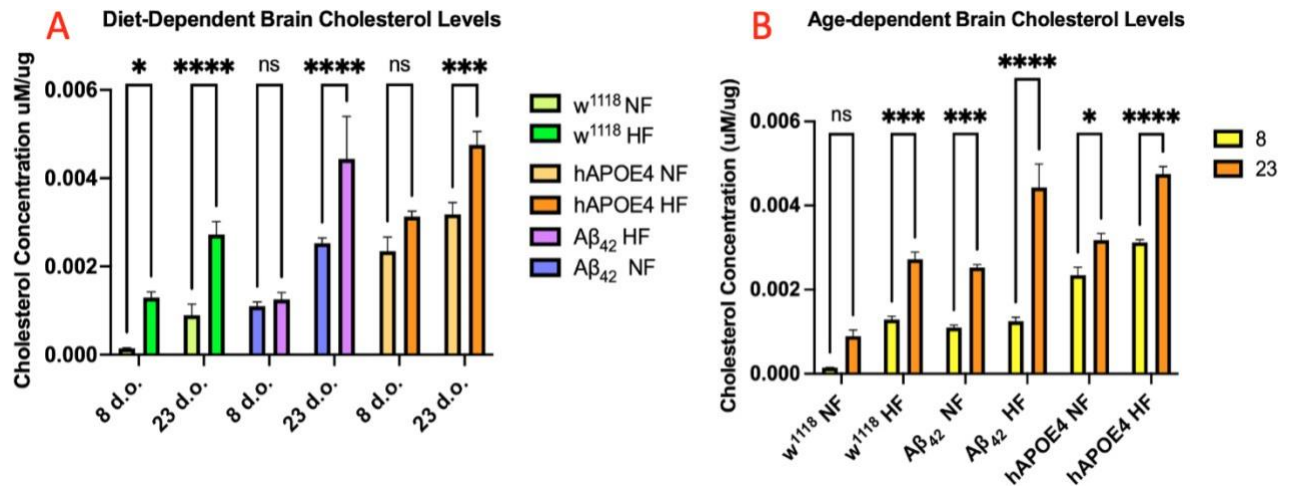 A
Diet-Dependent Brain Cholesterol Levels
Cholesterol Concentration uM/ug
* **** ns **** ns ***
0.006
0.004
0.002
0.000
8 d.o. 23 d.o. 8 d.o. 23 d.o. 8 d.o. 23 d.o.
w¹¹¹⁸ NF
w¹¹¹⁸ HF
hAPOE4 NF
hAPOE4 HF
Aβ₄₂ HF
Aβ₄₂ NF
B
Age-dependent Brain Cholesterol Levels
Cholesterol Concentration (uM/ug)
****
ns *** *** * ****
0.006
0.004
0.002
0.000
w¹¹¹⁸ NF w¹¹¹⁸ HF Aβ₄₂ NF Aβ₄₂ HF hAPOE4 NF hAPOE4 HF
8
23